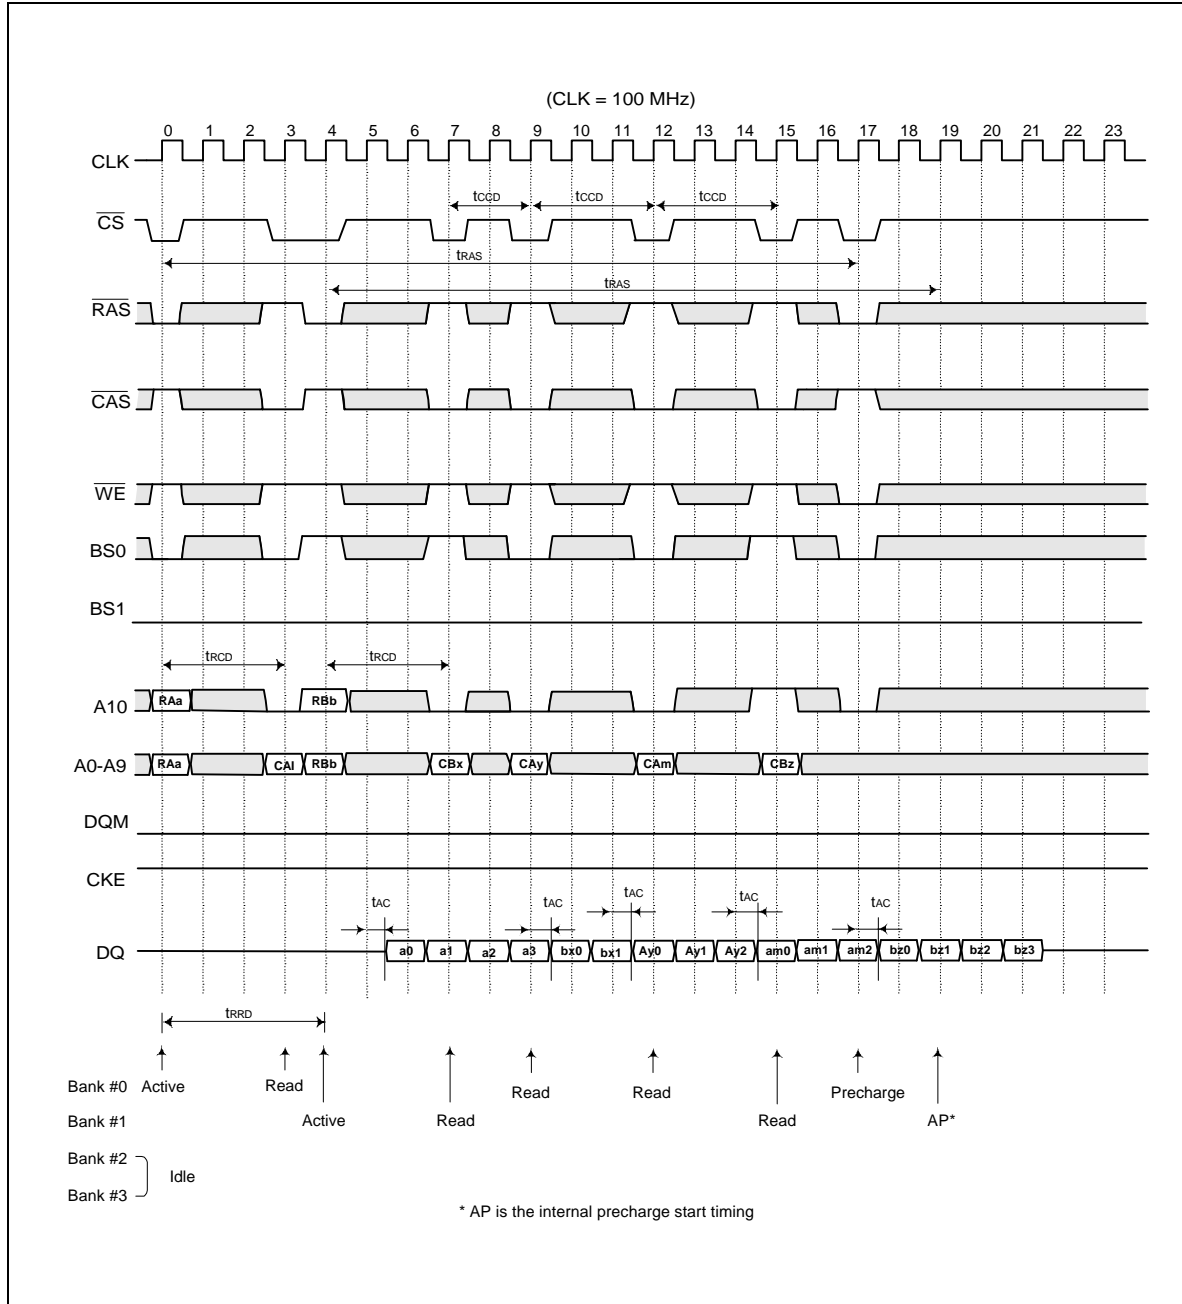 (CLK = 100 MHz)
0 1 2 3 4 5 6 7 8 9 10 11 12 13 14 15 16 17 18 19 20 21 22 23
CLK
tCCD tCCD tCCD
CS
tRAS
tRAS
RAS
CAS
WE
BS0
BS1
tRCD tRCD
A10 RAa RBb
A0-A9 RAa CAl RBb CBx CAy CAm CBz
DQM
CKE
tAC tAC tAC tAC tAC
DQ a0 a1 a2 a3 bx0 bx1 Ay0 Ay1 Ay2 am0 am1 am2 bz0 bz1 bz2 bz3
tRRD
Bank #0 Active Read Read Read Precharge
Bank #1 Active Read Read AP*
Bank #2
Idle
Bank #3
* AP is the internal precharge start timing